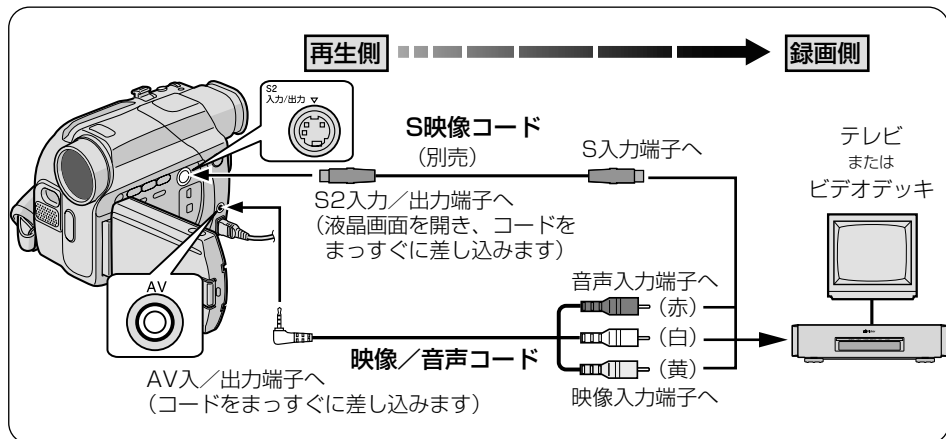 再生側
録画側
S2
入力/出力
S映像コード
（別売）
S入力端子へ
テレビ
または
ビデオデッキ
S2入力／出力端子へ
（液晶画面を開き、コードを
まっすぐに差し込みます）
AV
音声入力端子へ
（赤）
（白）
（黄）
映像／音声コード
映像入力端子へ
AV入／出力端子へ
（コードをまっすぐに差し込みます）